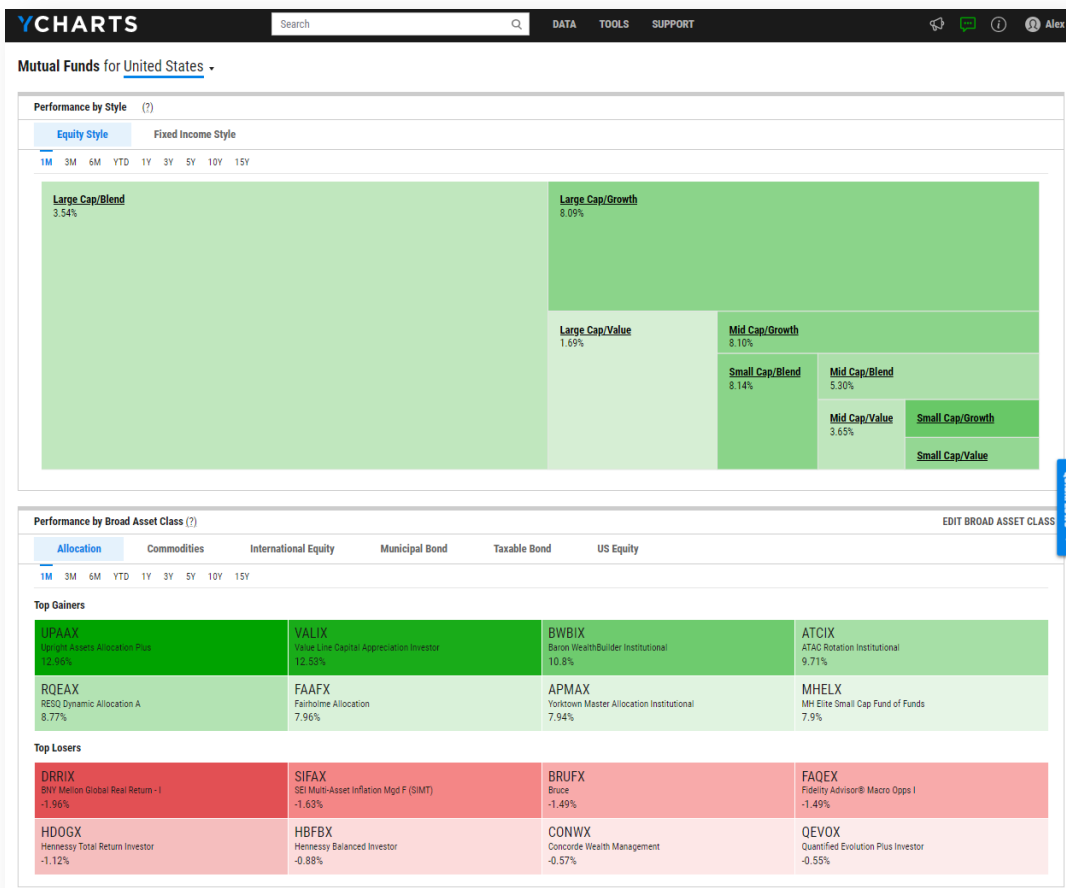 YCHARTS
Search
DATA TOOLS SUPPORT
Alex
Mutual Funds for United States
Performance by Style (?)
Equity Style Fixed Income Style
1M 3M 6M YTD 1Y 3Y 5Y 10Y 15Y
Large Cap/Blend
3.54%
Large Cap/Growth
8.09%
Large Cap/Value
1.69%
Mid Cap/Growth
8.10%
Small Cap/Blend
8.14%
Mid Cap/Blend
5.30%
Mid Cap/Value
3.65%
Small Cap/Growth
Small Cap/Value
Performance by Broad Asset Class (?)
EDIT BROAD ASSET CLASS
Allocation Commodities International Equity Municipal Bond Taxable Bond US Equity
1M 3M 6M YTD 1Y 3Y 5Y 10Y 15Y
Top Gainers
UPAAX
Upright Assets Allocation Plus
12.96%
VALIX
Value Line Capital Appreciation Investor
12.53%
BWBIX
Baron WealthBuilder Institutional
10.8%
ATCIX
ATAC Rotation Institutional
9.71%
RQEAX
RESQ Dynamic Allocation A
8.77%
FAAFX
Fairholme Allocation
7.96%
APMAX
Yorktown Master Allocation Institutional
7.94%
MHELX
MH Elite Small Cap Fund of Funds
7.9%
Top Losers
DRRIX
BNY Mellon Global Real Return - I
-1.96%
SIFAX
SEI Multi-Asset Inflation Mgd F (SIMT)
-1.63%
BRUFX
Bruce
-1.49%
FAQEX
Fidelity Advisor® Macro Opps I
-1.49%
HDOGX
Hennessy Total Return Investor
-1.12%
HBFBX
Hennessy Balanced Investor
-0.88%
CONWX
Concorde Wealth Management
-0.57%
QEVOX
Quantified Evolution Plus Investor
-0.55%